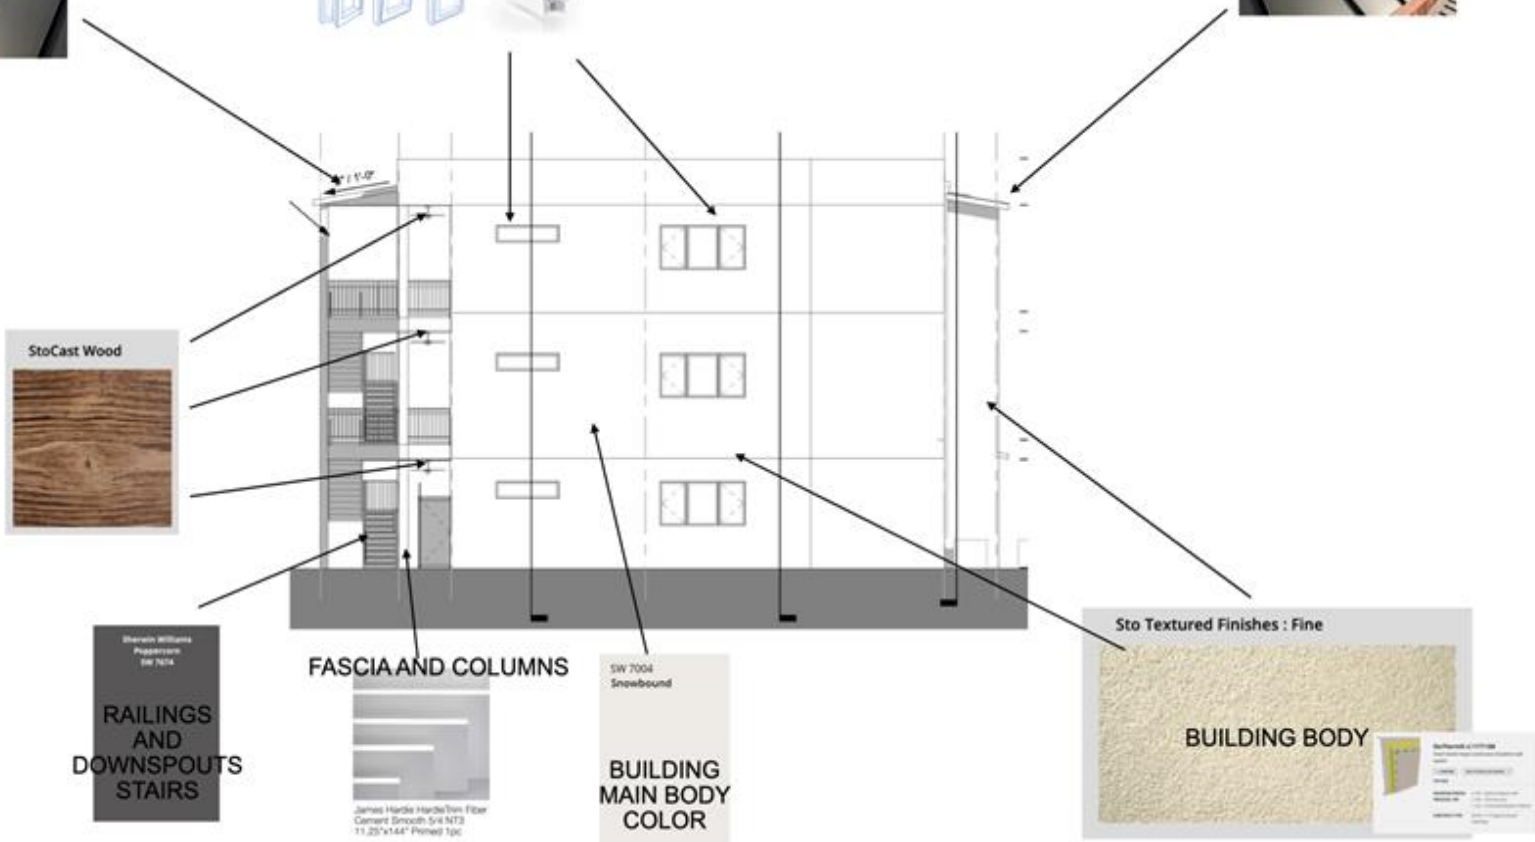 " / 1'-0"
StoCast Wood
Sherwin Williams
Peppercorn
SW 7674
RAILINGS
AND
DOWNSPOUTS
STAIRS
FASCIA AND COLUMNS
James Hardie HardieTrim Fiber
Cement Smooth 5/4 NT3
11.25"x144" Primed 1pc
SW 7004
Snowbound
BUILDING
MAIN BODY
COLOR
Sto Textured Finishes : Fine
BUILDING BODY